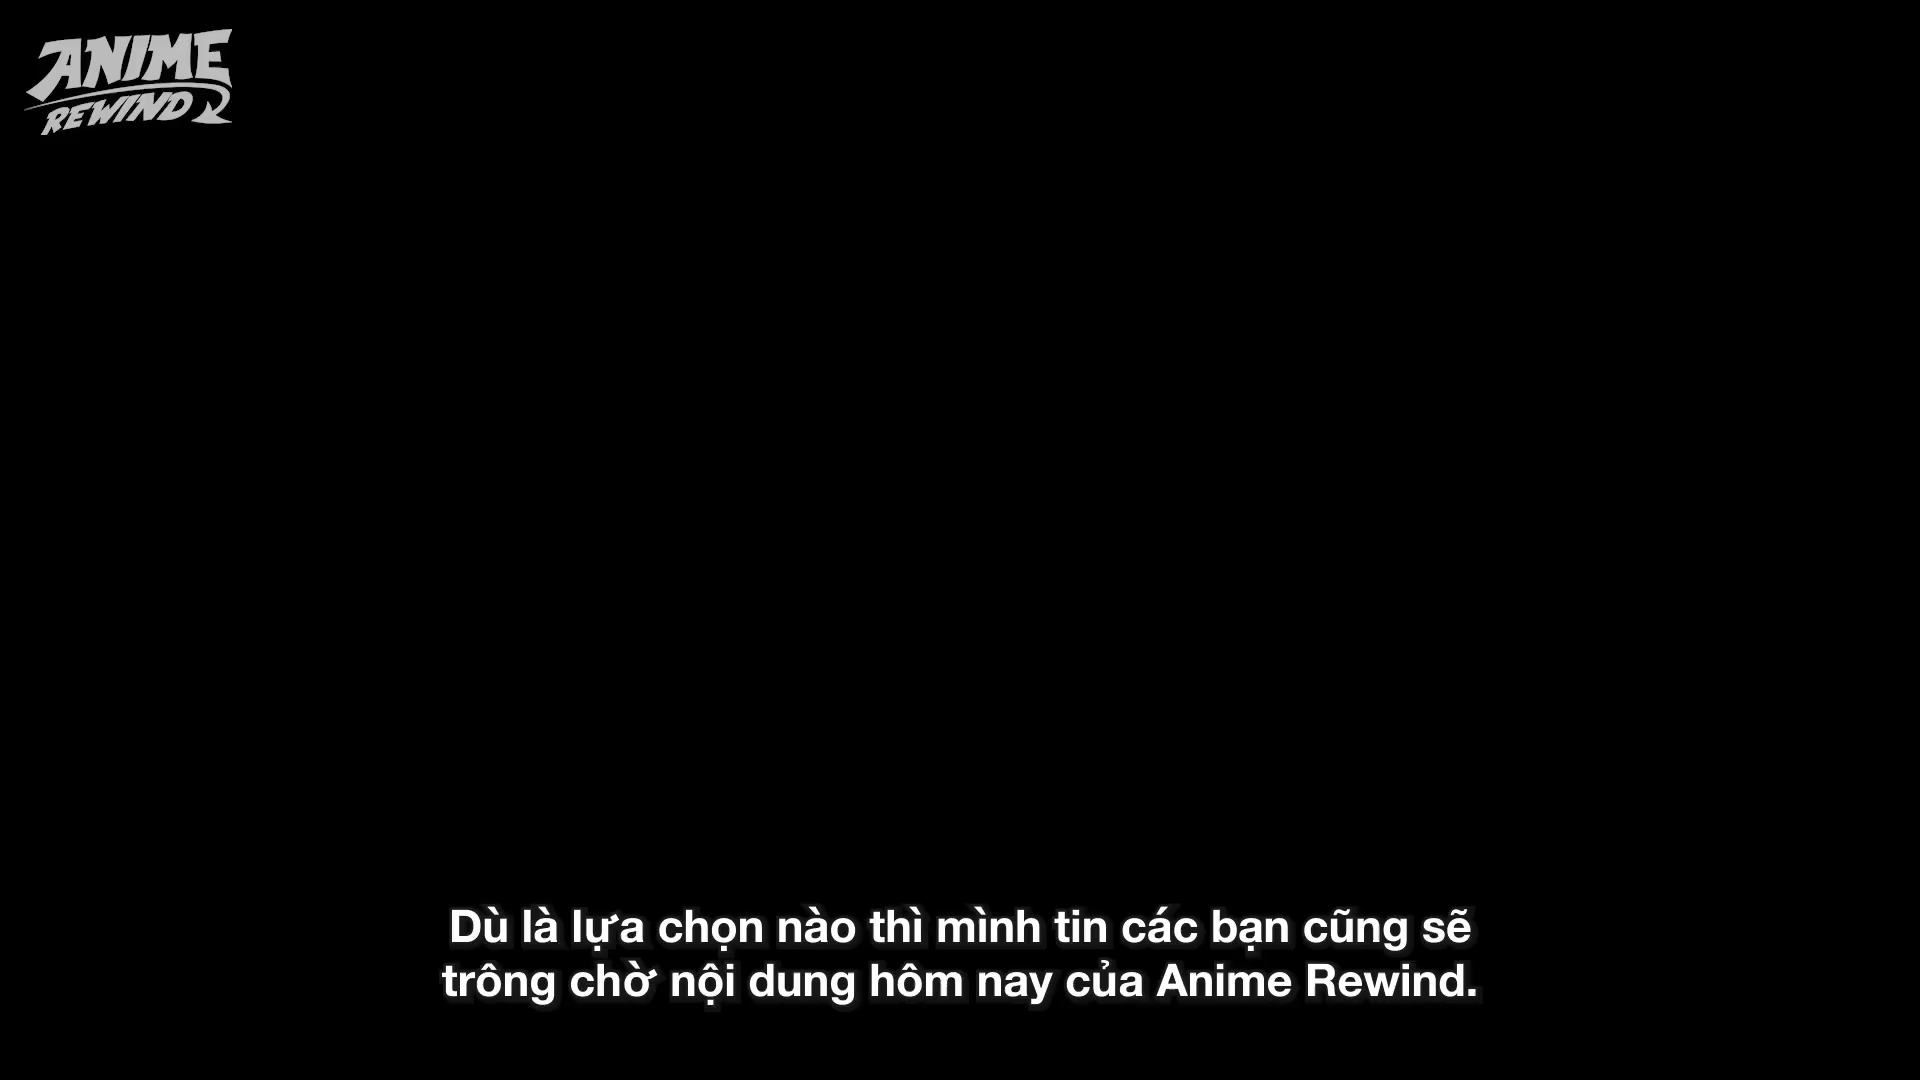 ANIME
REWIND
Dù là lựa chọn nào thì mình tin các bạn cũng sẽ
trông chờ nội dung hôm nay của Anime Rewind.